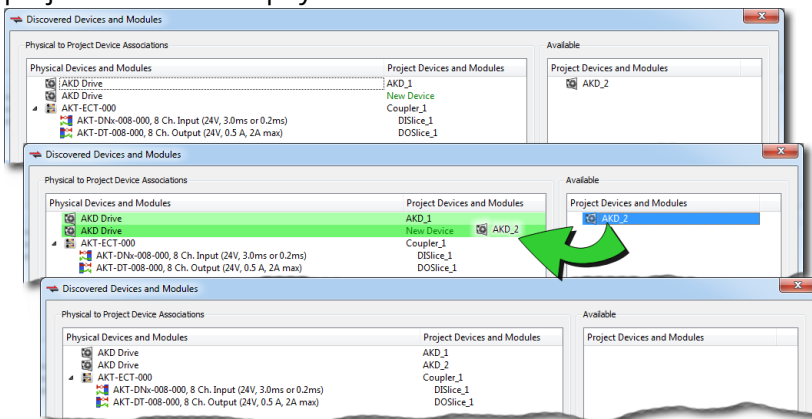 Discovered Devices and Modules
Physical to Project Device Associations
Available
Physical Devices and Modules Project Devices and Modules
Project Devices and Modules
AKD Drive AKD_1
AKD_2
AKD Drive New Device
AKT-ECT-000 Coupler_1
AKT-DNx-008-000, 8 Ch. Input (24V, 3.0ms or 0.2ms) DISlice_1
AKT-DT-008-000, 8 Ch. Output (24V, 0.5 A, 2A max) DOSlice_1
Discovered Devices and Modules
Physical to Project Device Associations
Available
Physical Devices and Modules Project Devices and Modules
Project Devices and Modules
AKD Drive AKD_1
AKD_2
AKD Drive New Device AKD_2
AKT-ECT-000 Coupler_1
AKT-DNx-008-000, 8 Ch. Input (24V, 3.0ms or 0.2ms) DISlice_1
AKT-DT-008-000, 8 Ch. Output (24V, 0.5 A, 2A max) DOSlice_1
Discovered Devices and Modules
Physical to Project Device Associations
Available
Physical Devices and Modules Project Devices and Modules
Project Devices and Modules
AKD Drive AKD_1
AKD Drive AKD_2
AKT-ECT-000 Coupler_1
AKT-DNx-008-000, 8 Ch. Input (24V, 3.0ms or 0.2ms) DISlice_1
AKT-DT-008-000, 8 Ch. Output (24V, 0.5 A, 2A max) DOSlice_1